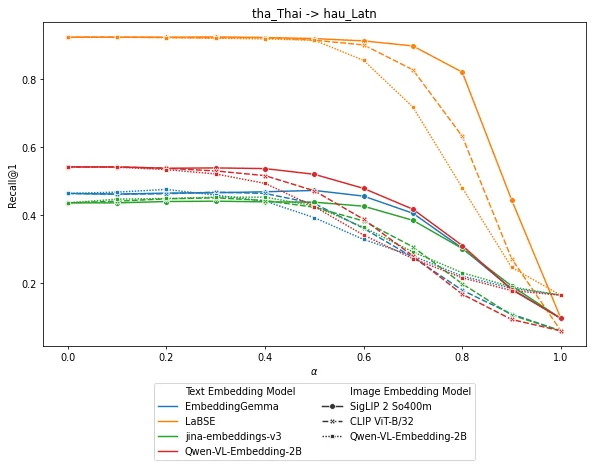 tha_Thai -> hau_Latn
Recall@1
0.8
0.6
0.4
0.2
0.0 0.2 0.4 0.6 0.8 1.0
α
Text Embedding Model Image Embedding Model
EmbeddingGemma SigLIP 2 So400m
LaBSE CLIP ViT-B/32
jina-embeddings-v3 Qwen-VL-Embedding-2B
Qwen-VL-Embedding-2B